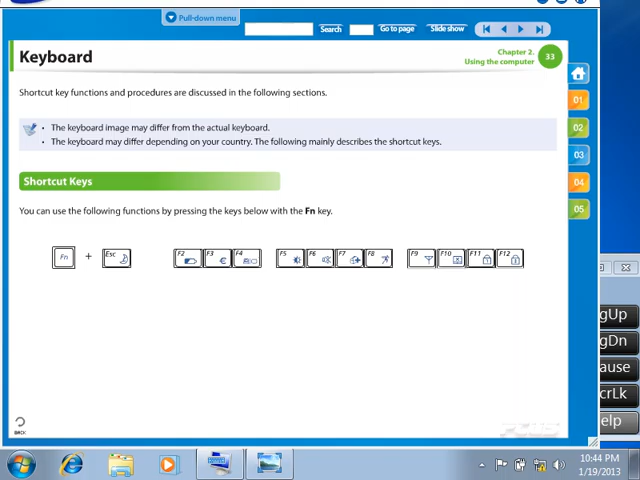 Pull-down menu
Search
Go to page
Slide show
Keyboard
Chapter 2.
Using the computer
33
Shortcut key functions and procedures are discussed in the following sections.
• The keyboard image may differ from the actual keyboard.
• The keyboard may differ depending on your country. The following mainly describes the shortcut keys.
01
02
03
04
05
Shortcut Keys
You can use the following functions by pressing the keys below with the Fn key.
Fn + Esc F2 F3 € F4 F5 F6 F7 F8 F9 F10 F11 1 F12
gUp
gDn
ause
crLk
elp
BACK
10:44 PM
1/19/2013